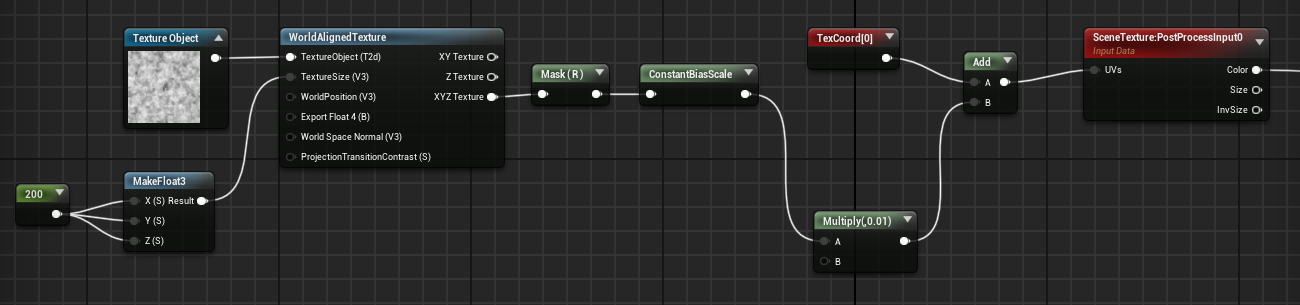 Texture Object
WorldAlignedTexture
TextureObject (T2d)
XY Texture
TextureSize (V3)
Z Texture
WorldPosition (V3)
XYZ Texture
Export Float 4 (B)
World Space Normal (V3)
ProjectionTransitionContrast (S)
200
MakeFloat3
X (S) Result
Y (S)
Z (S)
Mask ( R )
ConstantBiasScale
TexCoord[0]
Multiply(,0.01)
A
B
Add
A
B
SceneTexture:PostProcessInput0
Input Data
UVs
Color
Size
InvSize